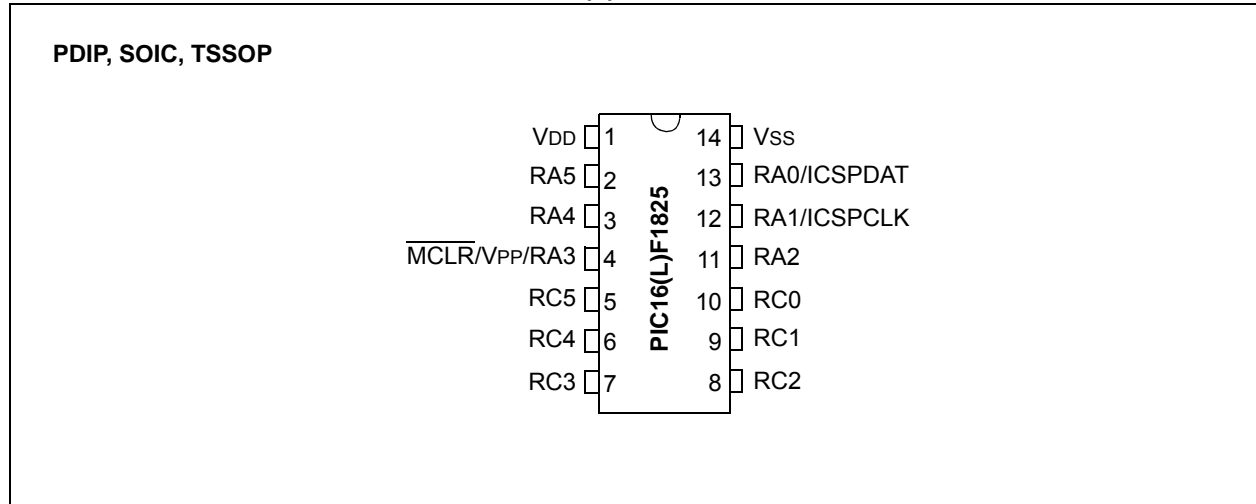 PDIP, SOIC, TSSOP
VDD 1 14 VSS
RA5 2 13 RA0/ICSPDAT
RA4 3 12 RA1/ICSPCLK
MCLR/VPP/RA3 4 11 RA2
RC5 5 10 RC0
RC4 6 9 RC1
RC3 7 8 RC2
PIC16(L)F1825